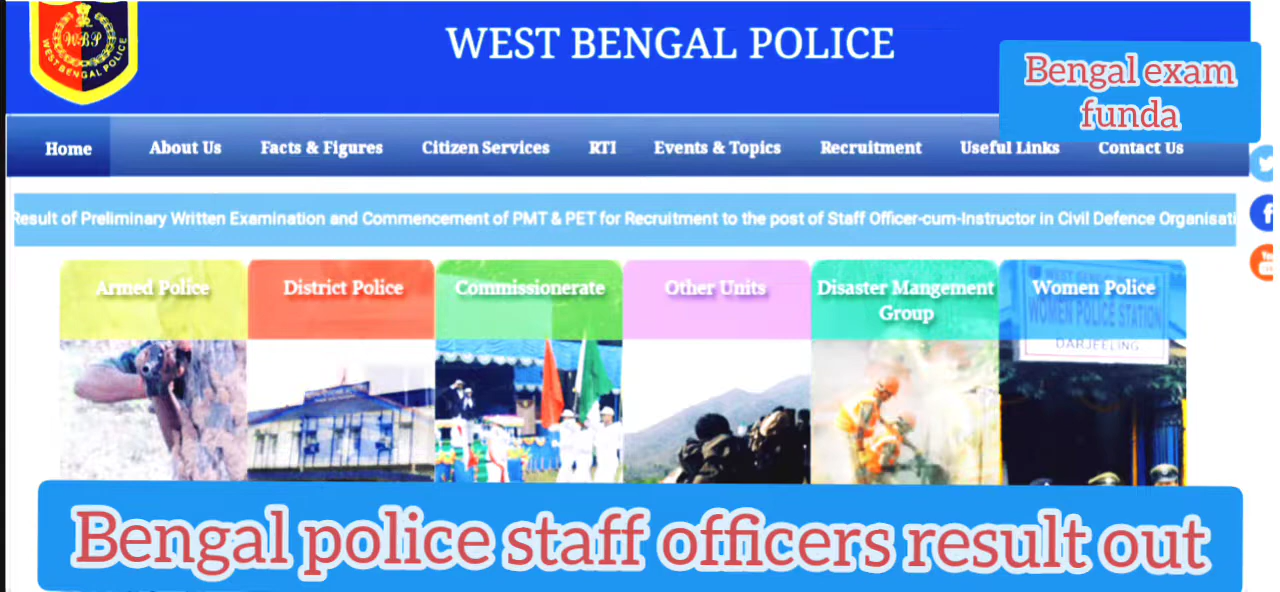 WBP
WEST BENGAL POLICE
WEST BENGAL POLICE
Bengal exam
funda
Home About Us Facts & Figures Citizen Services RTI Events & Topics Recruitment Useful Links Contact Us
Result of Preliminary Written Examination and Commencement of PMT & PET for Recruitment to the post of Staff Officer-cum-Instructor in Civil Defence Organisati
Armed Police District Police Commissionerate Other Units Disaster Mangement Women Police
Group
WOMEN POLICE STATION
DARJEELING
Bengal police staff officers result out